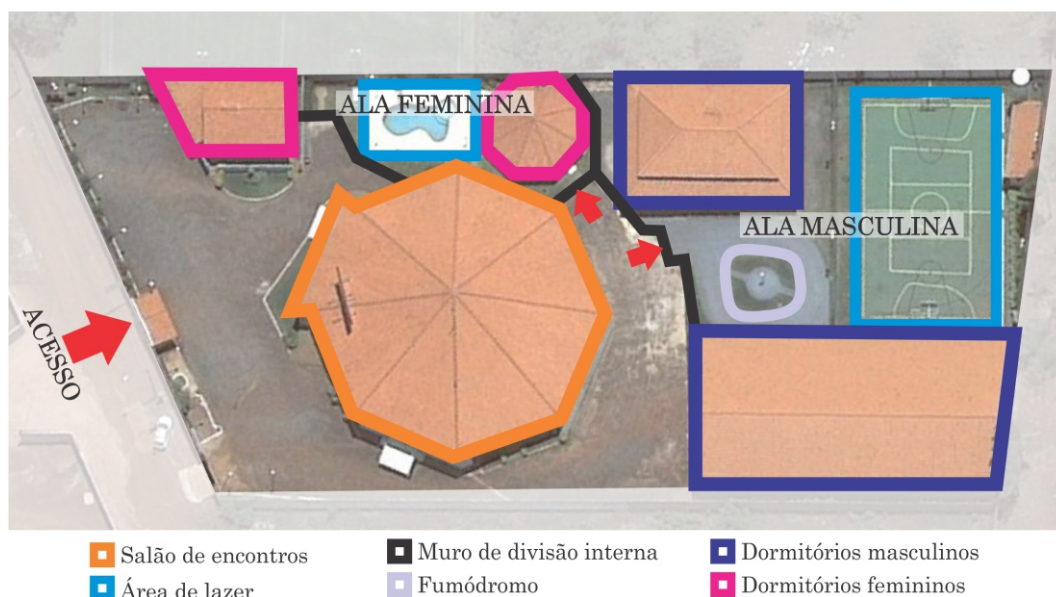 ALA FEMININA
ALA MASCULINA
ACESSO
Salão de encontros
Muro de divisão interna
Dormitórios masculinos
Área de lazer
Fumódromo
Dormitórios femininos